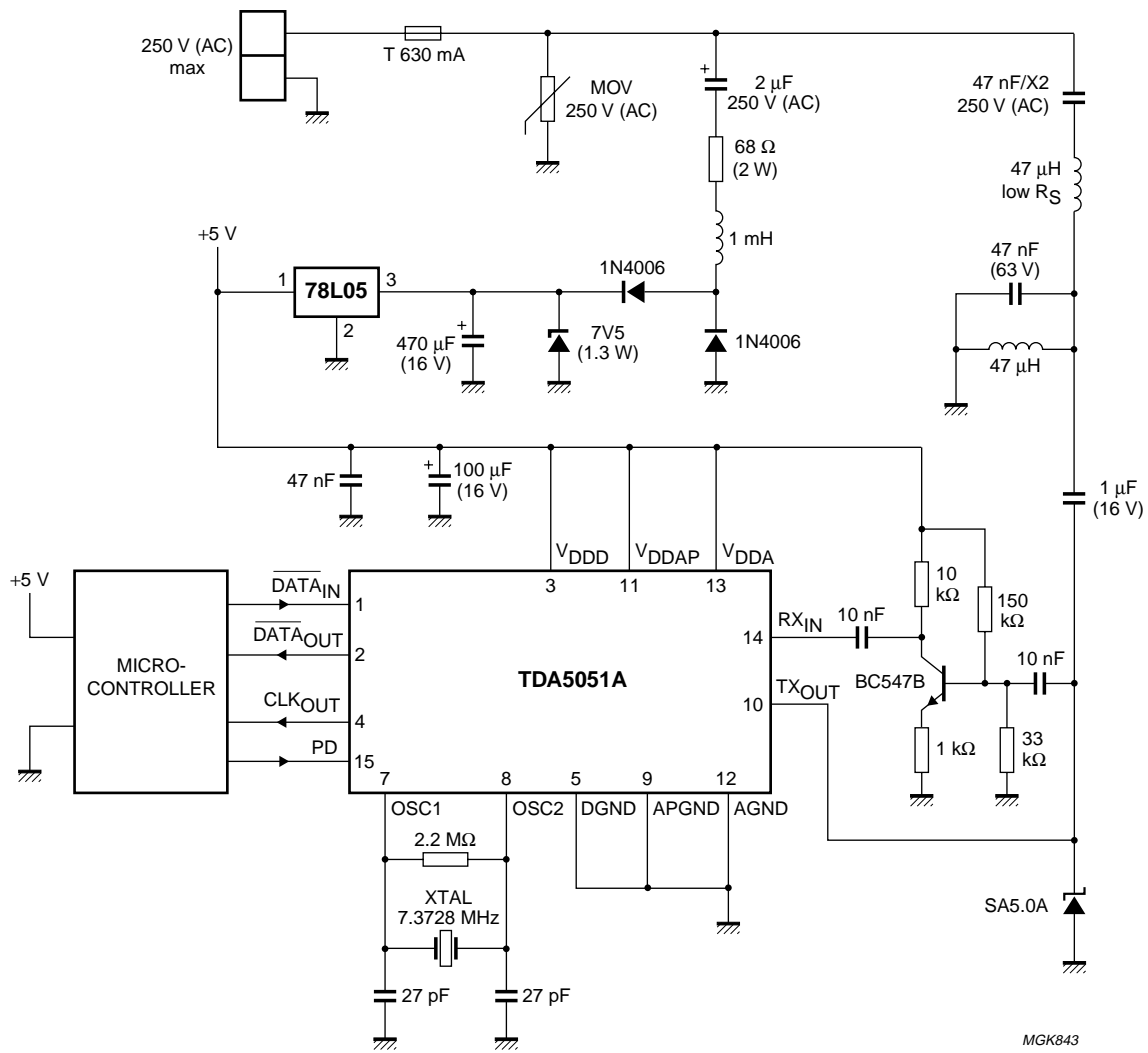 250 V (AC)
max
T 630 mA
MOV
250 V (AC)
+
2 μF
250 V (AC)
47 nF/X2
250 V (AC)
68 Ω
(2 W)
47 μH
low RS
1 mH
+5 V
47 nF
(63 V)
1
78L05
3
2
1N4006
+
470 μF
(16 V)
7V5
(1.3 W)
1N4006
47 μH
47 nF
+
100 μF
(16 V)
1 μF
(16 V)
VDDD
VDDAP
VDDA
3
11
13
+5 V
MICRO-
CONTROLLER
DATAIN
1
DATAOUT
2
CLKOUT
4
PD
15
TDA5051A
RXIN
14
TXOUT
10
10 nF
10
kΩ
150
kΩ
10 nF
BC547B
1 kΩ
33
kΩ
7
8
5
9
12
OSC1
OSC2
DGND
APGND
AGND
2.2 MΩ
XTAL
7.3728 MHz
27 pF
27 pF
SA5.0A
MGK843